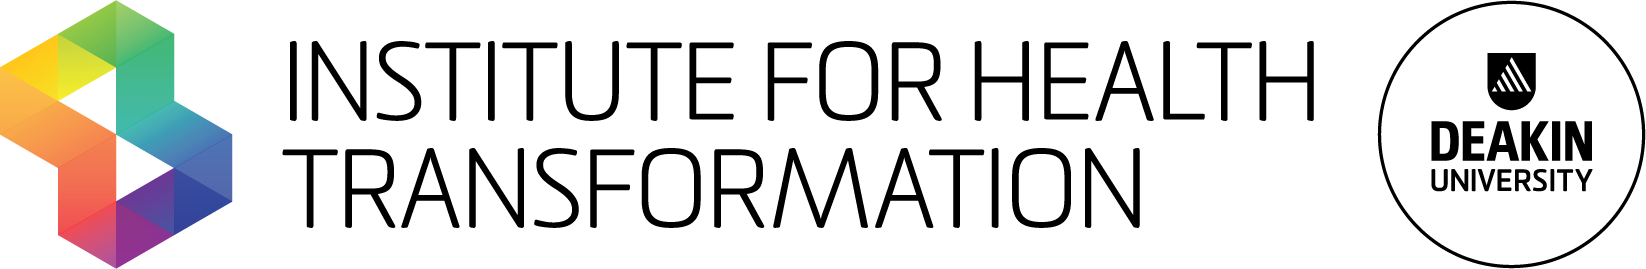 INSTITUTE FOR HEALTH
TRANSFORMATION
DEAKIN
UNIVERSITY